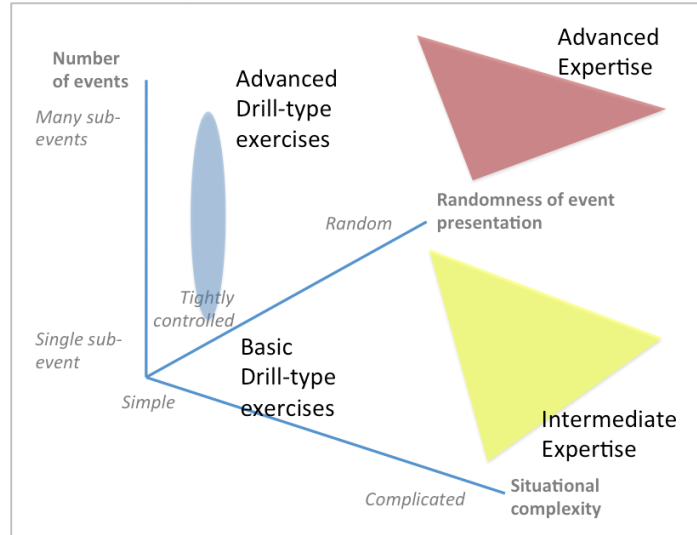 Number
of events
Many sub-
events
Advanced
Drill-type
exercises
Advanced
Expertise
Random
Randomness of event
presentation
Tightly
controlled
Single sub-
event
Simple
Basic
Drill-type
exercises
Intermediate
Expertise
Complicated
Situational
complexity